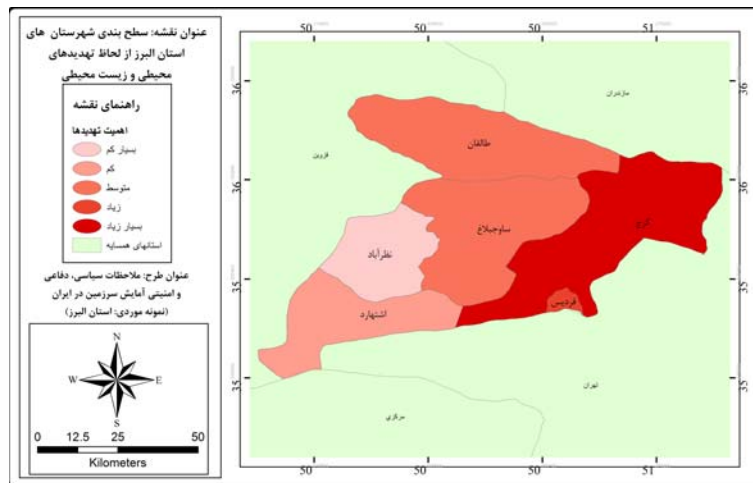 عنوان نقشه: سطح بندی شهرستان های
استان البرز از لحاظ تهدیدهای
محیطی و زیست محیطی
راهنمای نقشه
اهمیت تهدیدها
بسیار کم
کم
متوسط
زیاد
بسیار زیاد
استانهای همسایه
عنوان طرح: ملاحظات سیاسی، دفاعی
و امنیتی آمایش سرزمین در ایران
(نمونه موردی: استان البرز)
N
W E
S
0 12.5 25 50
Kilometers
50 50 50 51
36 36
مازندران
طالقان
قزوین
36 36
کرج
ساوجبلاغ
نظرآباد
35 35
فردیس
اشتهارد
35 35
تهران
مرکزی
50 50 50 51